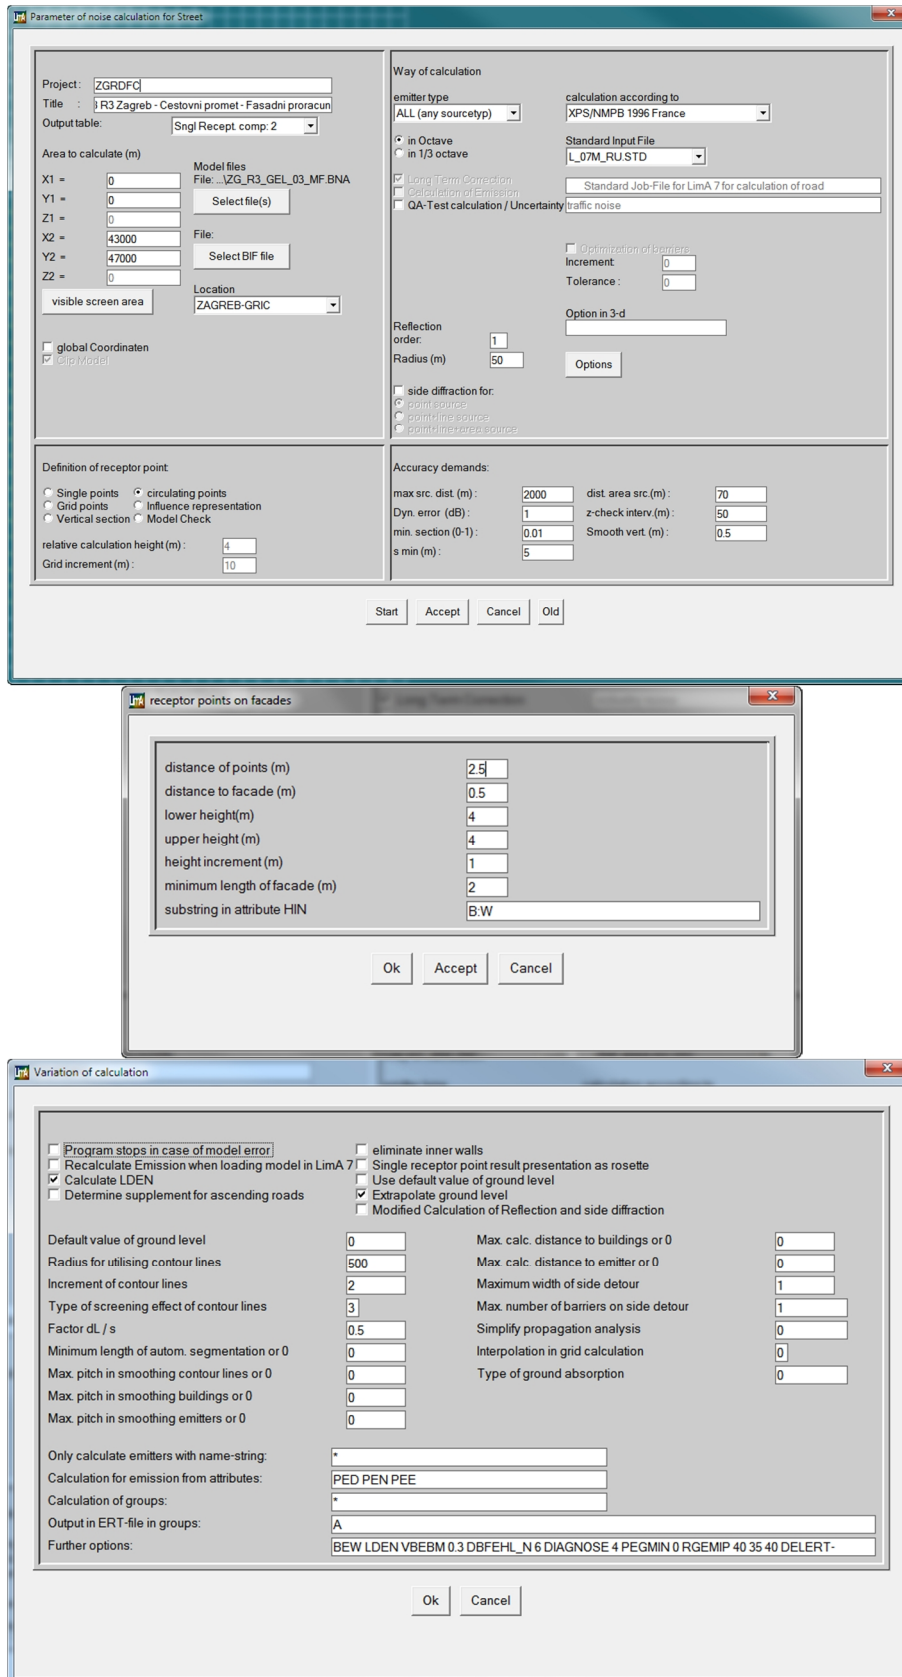 Parameter of noise calculation for Street
Project : ZGRDFC
Title : R3 Zagreb - Cestovni promet - Fasadni proracun
Output table: Sngl Recept. comp: 2
Area to calculate (m)
Model files
File: ...\ZG_R3_GEL_03_MF.BNA
X1 = 0
Y1 = 0
Select file(s)
Z1 = 0
X2 = 43000
File:
Y2 = 47000
Select BIF file
Z2 = 0
Location
visible screen area
ZAGREB-GRIC
global Coordinaten
Clip Model
Way of calculation
emitter type
calculation according to
ALL (any sourcetyp)
XPS/NMPB 1996 France
in Octave
Standard Input File
in 1/3 octave
L_07M_RU.STD
Long Term Correction
Standard Job-File for LimA 7 for calculation of road
Calculation of Emission
QA-Test calculation / Uncertainty
traffic noise
Optimization of barriers
Increment: 0
Tolerance : 0
Option in 3-d
Reflection
order: 1
Radius (m) 50
Options
side diffraction for:
point source
point+line source
point+line+area source
Definition of receptor point:
Single points
circulating points
Grid points
Influence representation
Vertical section
Model Check
relative calculation height (m) : 4
Grid increment (m) : 10
Accuracy demands:
max src. dist. (m) : 2000
dist. area src.(m) : 70
Dyn. error (dB) : 1
z-check interv.(m) : 50
min. section (0-1) : 0.01
Smooth vert. (m) : 0.5
s min (m) : 5
Start
Accept
Cancel
Old
receptor points on facades
distance of points (m) 2.5
distance to facade (m) 0.5
lower height(m) 4
upper height (m) 4
height increment (m) 1
minimum length of facade (m) 2
substring in attribute HIN B:W
Ok
Accept
Cancel
Variation of calculation
Program stops in case of model error
eliminate inner walls
Recalculate Emission when loading model in LimA 7
Single receptor point result presentation as rosette
Calculate LDEN
Use default value of ground level
Determine supplement for ascending roads
Extrapolate ground level
Modified Calculation of Reflection and side diffraction
Default value of ground level 0
Max. calc. distance to buildings or 0 0
Radius for utilising contour lines 500
Max. calc. distance to emitter or 0 0
Increment of contour lines 2
Maximum width of side detour 1
Type of screening effect of contour lines 3
Max. number of barriers on side detour 1
Factor dL / s 0.5
Simplify propagation analysis 0
Minimum length of autom. segmentation or 0 0
Interpolation in grid calculation 0
Max. pitch in smoothing contour lines or 0 0
Type of ground absorption 0
Max. pitch in smoothing buildings or 0 0
Max. pitch in smoothing emitters or 0 0
Only calculate emitters with name-string: *
Calculation for emission from attributes: PED PEN PEE
Calculation of groups: *
Output in ERT-file in groups: A
Further options: BEW LDEN VBEBM 0.3 DBFEHL_N 6 DIAGNOSE 4 PEGMIN 0 RGEMIP 40 35 40 DELERT-
Ok
Cancel